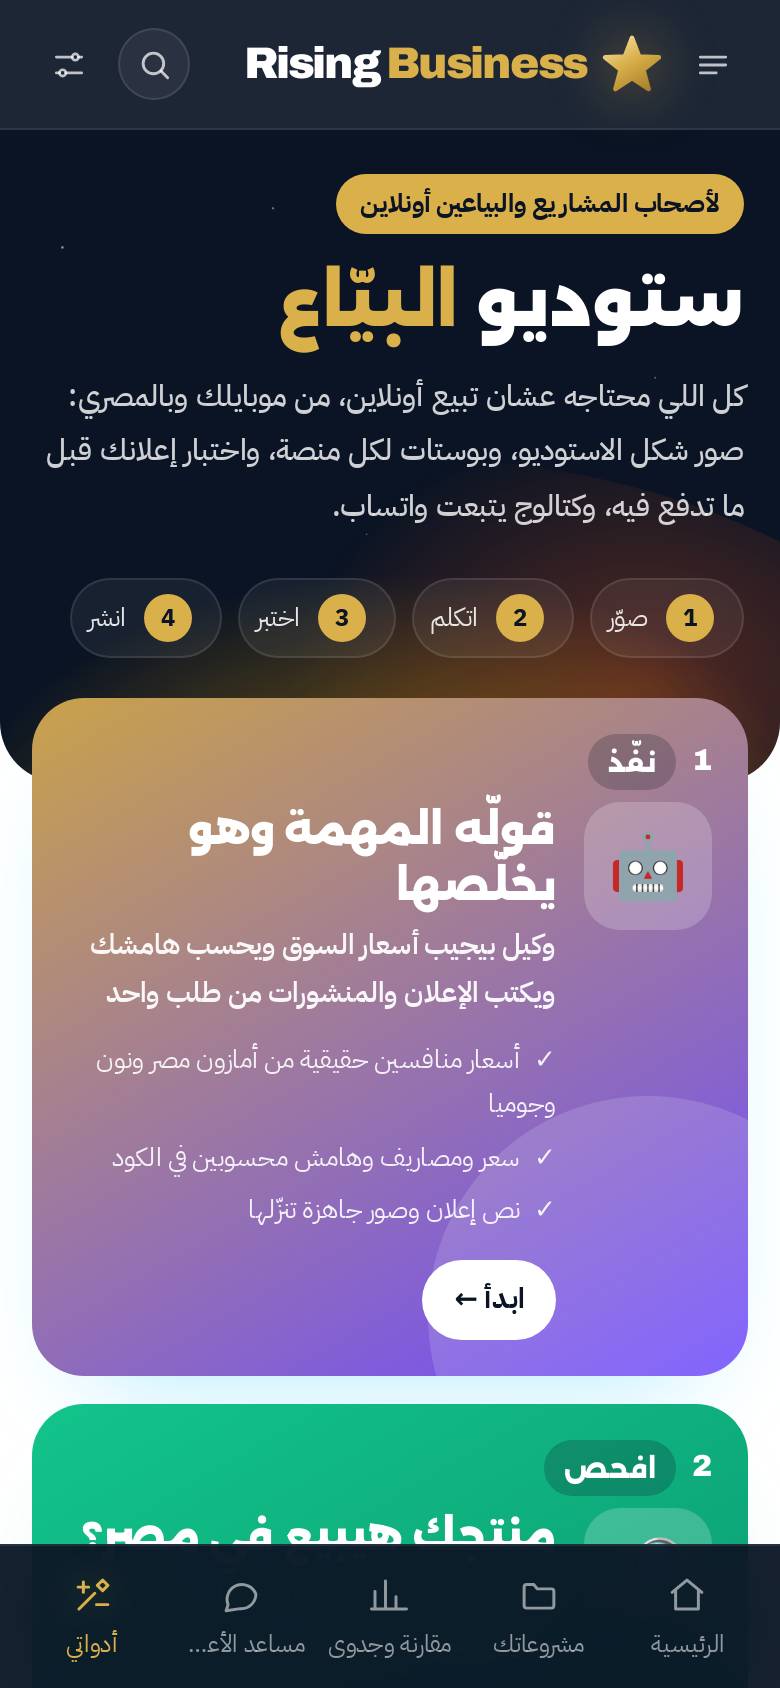 Rising Business
لأصحاب المشاريع والبياعين أونلاين
ستوديو البيّاع
كل اللي محتاجه عشان تبيع أونلاين، من موبايلك وبالمصري:
صور شكل الاستوديو، وبوستات لكل منصة، واختبار إعلانك قبل
ما تدفع فيه، وكتالوج يتبعت واتساب.
1 صوّر 2 اتكلم 3 اختبر 4 انشر
1 نفّذ
قولّه المهمة وهو
يخلّصها
وكيل بيجيب أسعار السوق ويحسب هامشك
ويكتب الإعلان والمنشورات من طلب واحد
✓ أسعار منافسين حقيقية من أمازون مصر ونون
وجوميا
✓ سعر ومصاريف وهامش محسوبين في الكود
✓ نص إعلان وصور جاهزة تنزّلها
ابدأ ←
2 افحص
منتجك هيبيع في مصر؟
الرئيسية
مشروعاتك
مقارنة وجدوى
مساعد الأع...
أدواتي